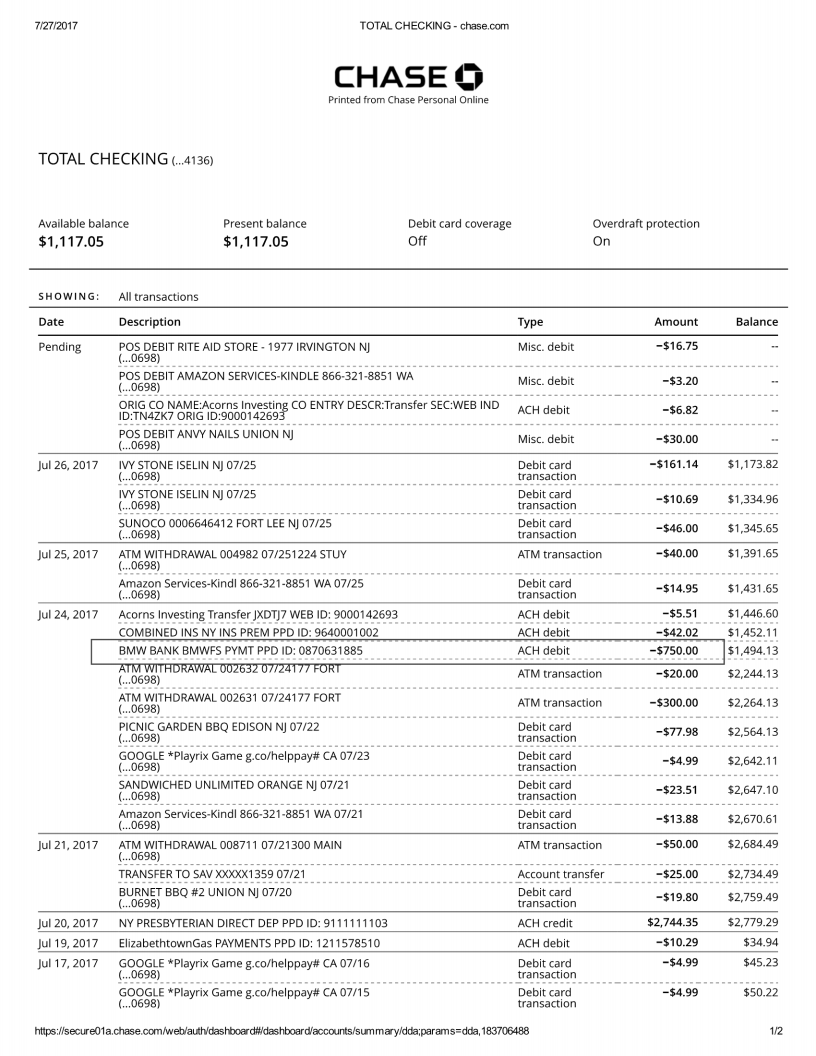 7/27/2017 TOTAL CHECKING - chase.com
CHASE
Printed from Chase Personal Online
TOTAL CHECKING (...4136)
Available balance Present balance Debit card coverage Overdraft protection
$1,117.05 $1,117.05 Off On
SHOWING: All transactions
Date Description Type Amount Balance
Pending POS DEBIT RITE AID STORE - 1977 IRVINGTON NJ Misc. debit −$16.75 --
(...0698)
POS DEBIT AMAZON SERVICES-KINDLE 866-321-8851 WA Misc. debit −$3.20 --
(...0698)
ORIG CO NAME:Acorns Investing CO ENTRY DESCR:Transfer SEC:WEB IND ACH debit −$6.82 --
ID:TN4ZK7 ORIG ID:9000142693
POS DEBIT ANVY NAILS UNION NJ Misc. debit −$30.00 --
(...0698)
Jul 26, 2017 IVY STONE ISELIN NJ 07/25 Debit card −$161.14 $1,173.82
(...0698) transaction
IVY STONE ISELIN NJ 07/25 Debit card −$10.69 $1,334.96
(...0698) transaction
SUNOCO 0006646412 FORT LEE NJ 07/25 Debit card −$46.00 $1,345.65
(...0698) transaction
Jul 25, 2017 ATM WITHDRAWAL 004982 07/251224 STUY ATM transaction −$40.00 $1,391.65
(...0698)
Amazon Services-Kindl 866-321-8851 WA 07/25 Debit card −$14.95 $1,431.65
(...0698) transaction
Jul 24, 2017 Acorns Investing Transfer JXDTJ7 WEB ID: 9000142693 ACH debit −$5.51 $1,446.60
COMBINED INS NY INS PREM PPD ID: 9640001002 ACH debit −$42.02 $1,452.11
BMW BANK BMWFS PYMT PPD ID: 0870631885 ACH debit −$750.00 $1,494.13
ATM WITHDRAWAL 002632 07/24177 FORT ATM transaction −$20.00 $2,244.13
(...0698)
ATM WITHDRAWAL 002631 07/24177 FORT ATM transaction −$300.00 $2,264.13
(...0698)
PICNIC GARDEN BBQ EDISON NJ 07/22 Debit card −$77.98 $2,564.13
(...0698) transaction
GOOGLE *Playrix Game g.co/helppay# CA 07/23 Debit card −$4.99 $2,642.11
(...0698) transaction
SANDWICHED UNLIMITED ORANGE NJ 07/21 Debit card −$23.51 $2,647.10
(...0698) transaction
Amazon Services-Kindl 866-321-8851 WA 07/21 Debit card −$13.88 $2,670.61
(...0698) transaction
Jul 21, 2017 ATM WITHDRAWAL 008711 07/21300 MAIN ATM transaction −$50.00 $2,684.49
(...0698)
TRANSFER TO SAV XXXXX1359 07/21 Account transfer −$25.00 $2,734.49
BURNET BBQ #2 UNION NJ 07/20 Debit card −$19.80 $2,759.49
(...0698) transaction
Jul 20, 2017 NY PRESBYTERIAN DIRECT DEP PPD ID: 9111111103 ACH credit $2,744.35 $2,779.29
Jul 19, 2017 ElizabethtownGas PAYMENTS PPD ID: 1211578510 ACH debit −$10.29 $34.94
Jul 17, 2017 GOOGLE *Playrix Game g.co/helppay# CA 07/16 Debit card −$4.99 $45.23
(...0698) transaction
GOOGLE *Playrix Game g.co/helppay# CA 07/15 Debit card −$4.99 $50.22
(...0698) transaction
https://secure01a.chase.com/web/auth/dashboard#/dashboard/accounts/summary/dda;params=dda,183706488 1/2